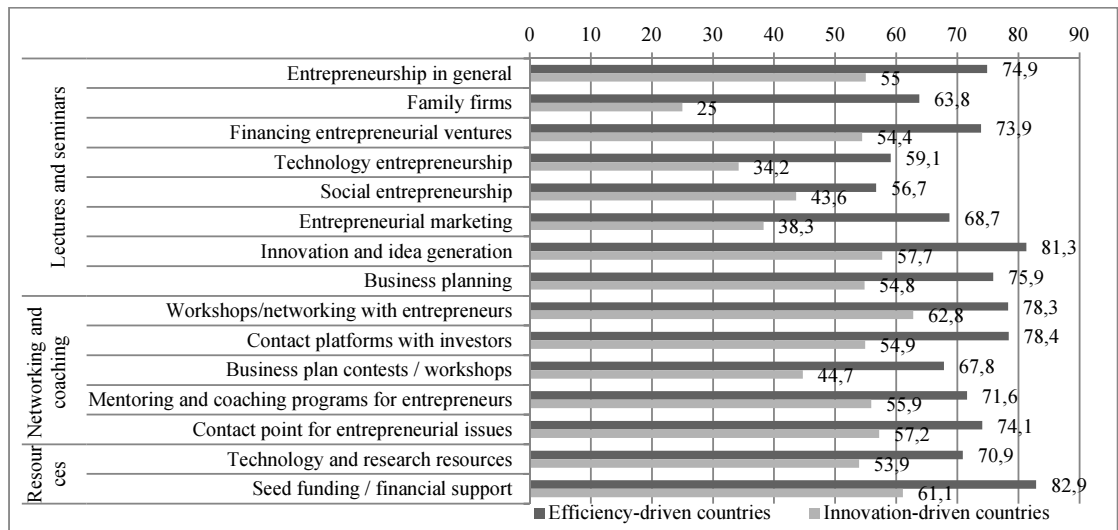 0 10 20 30 40 50 60 70 80 90
Lectures and seminars
Entrepreneurship in general 74,9
55
Family firms 63,8
25
Financing entrepreneurial ventures 73,9
54,4
Technology entrepreneurship 59,1
34,2
Social entrepreneurship 56,7
43,6
Entrepreneurial marketing 68,7
38,3
Innovation and idea generation 81,3
57,7
Business planning 75,9
54,8
Networking and
coaching
Workshops/networking with entrepreneurs 78,3
62,8
Contact platforms with investors 78,4
54,9
Business plan contests / workshops 67,8
44,7
Mentoring and coaching programs for entrepreneurs 71,6
55,9
Contact point for entrepreneurial issues 74,1
57,2
Resour
ces
Technology and research resources 70,9
53,9
Seed funding / financial support 82,9
61,1
Efficiency-driven countries Innovation-driven countries